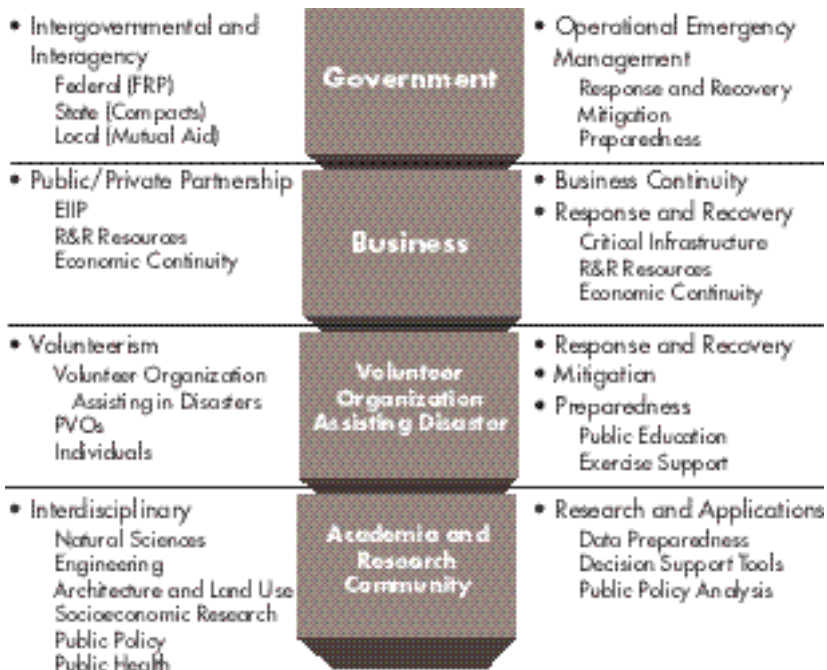 • Intergovernmental and
Interagency
Federal (FRP)
State (Compacts)
Local (Mutual Aid)
Government
• Operational Emergency
Management
Response and Recovery
Mitigation
Preparedness
• Public/Private Partnership
EIIP
R&R Resources
Economic Continuity
Business
• Business Continuity
• Response and Recovery
Critical Infrastructure
R&R Resources
Economic Continuity
• Volunteerism
Volunteer Organization
Assisting in Disasters
PVOs
Individuals
Volunteer
Organization
Assisting Disaster
• Response and Recovery
• Mitigation
• Preparedness
Public Education
Exercise Support
• Interdisciplinary
Natural Sciences
Engineering
Architecture and Land Use
Socioeconomic Research
Public Policy
Public Health
Academia and
Research
Community
• Research and Applications
Data Preparedness
Decision Support Tools
Public Policy Analysis